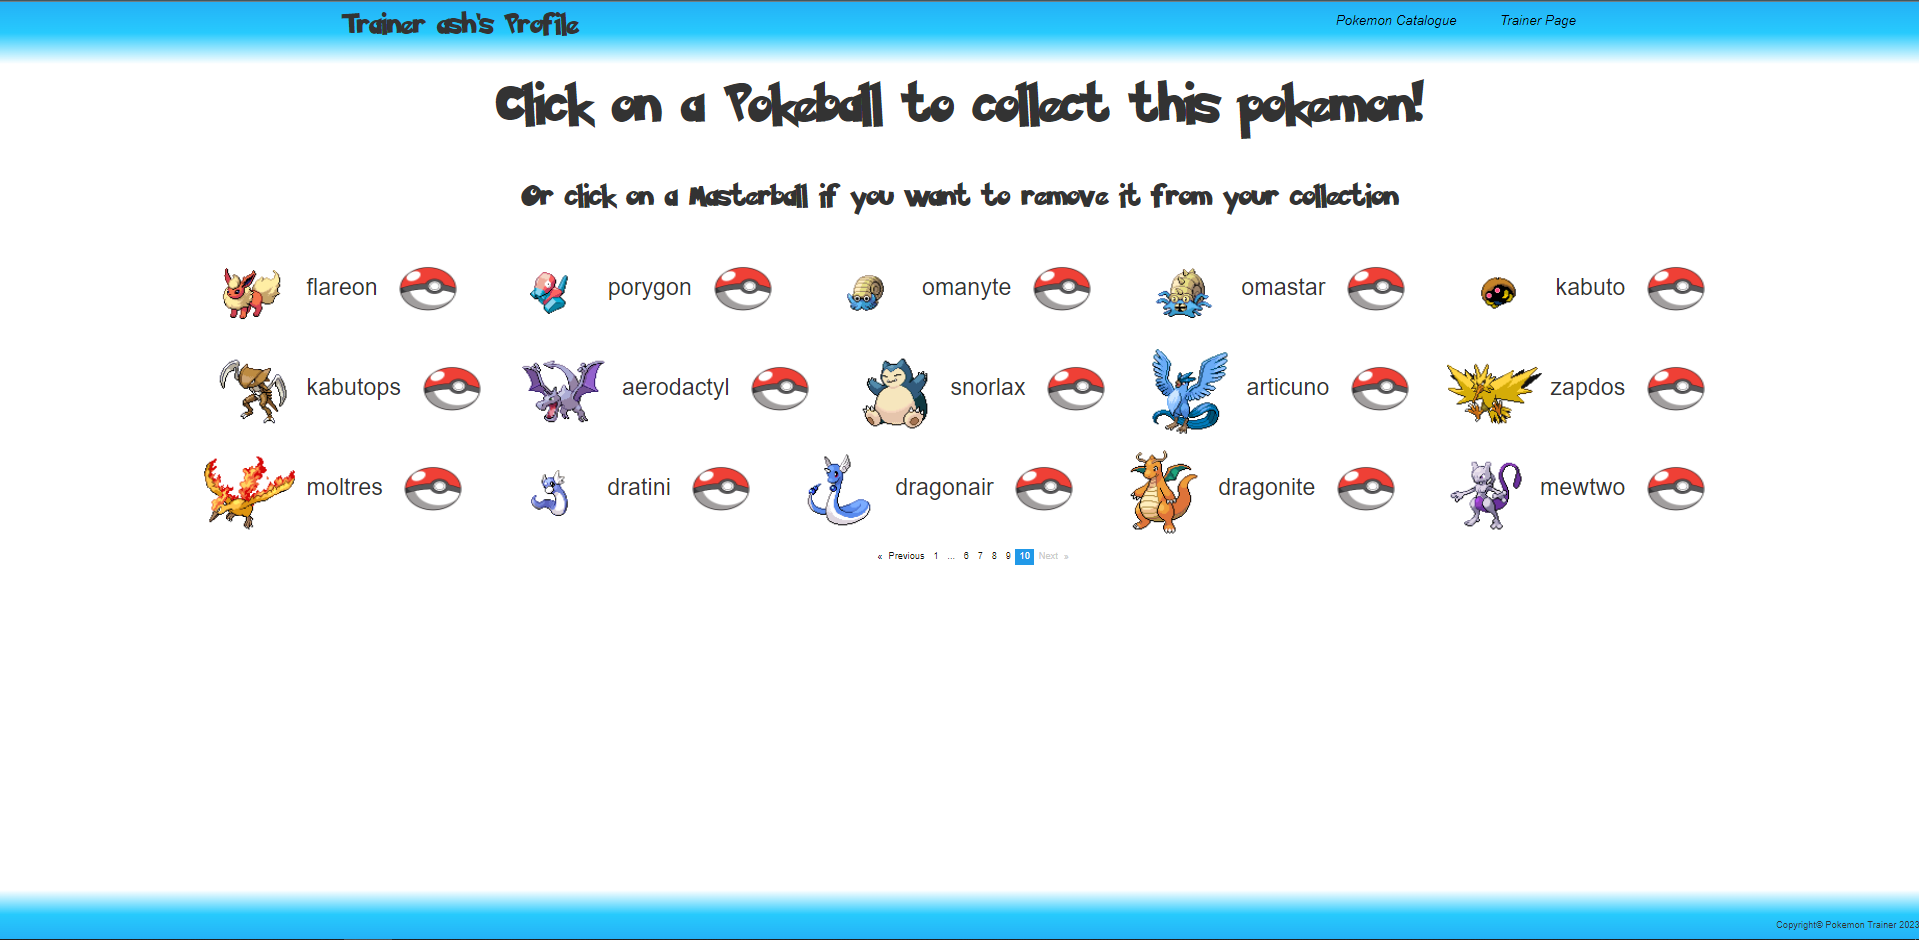 Trainer ash's Profile
Pokemon Catalogue
Trainer Page
Click on a Pokeball to collect this pokemon!
Or click on a Masterball if you want to remove it from your collection
flareon porygon omanyte omastar kabuto
kabutops aerodactyl snorlax articuno zapdos
moltres dratini dragonair dragonite mewtwo
« Previous 1 ... 6 7 8 9 10 Next »
Copyright© Pokemon Trainer 2023